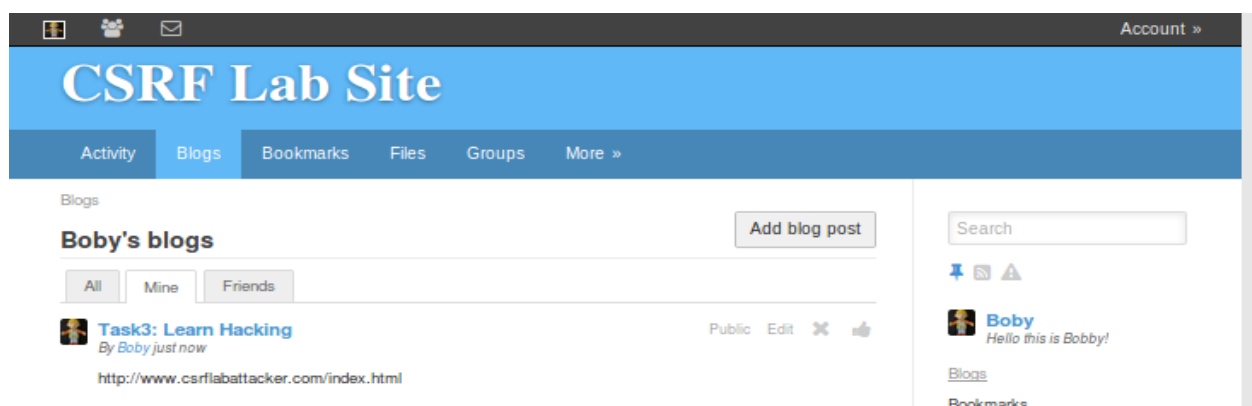 Account »
CSRF Lab Site
Activity Blogs Bookmarks Files Groups More »
Blogs
Boby's blogs
Add blog post
All Mine Friends
Task3: Learn Hacking
Public Edit
By Boby just now
http://www.csrflabattacker.com/index.html
Search
Boby
Hello this is Bobby!
Blogs
Bookmarks